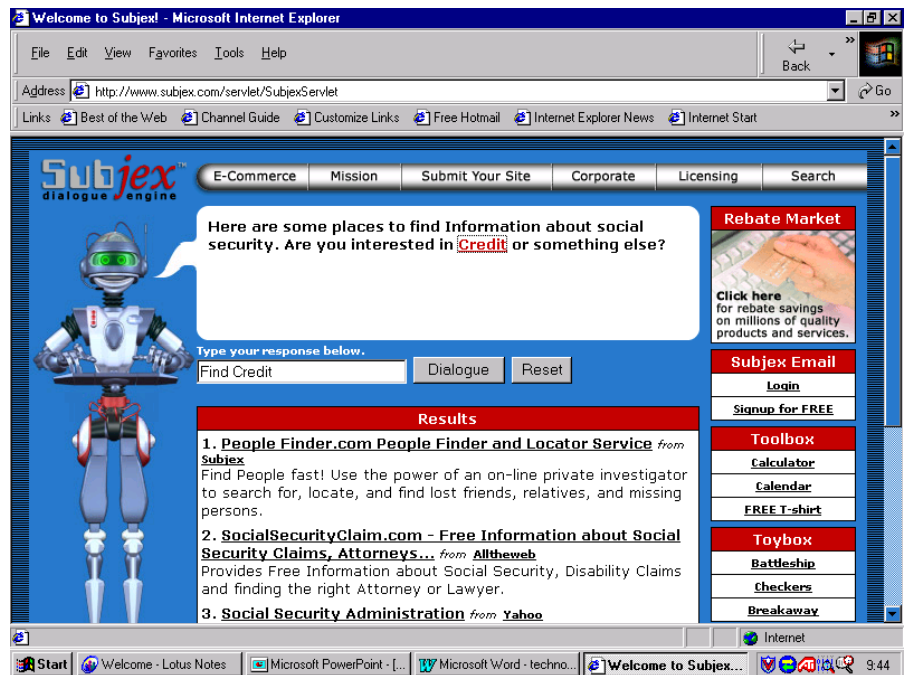 Welcome to Subjex! - Microsoft Internet Explorer
File Edit View Favorites Tools Help
Back
»
Address http://www.subjex.com/servlet/SubjexServlet Go
Links Best of the Web Channel Guide Customize Links Free Hotmail Internet Explorer News Internet Start »
Subjex™
dialogue engine
E-Commerce Mission Submit Your Site Corporate Licensing Search
Here are some places to find Information about social
security. Are you interested in Credit or something else?
Type your response below.
Find Credit Dialogue Reset
Results
1. People Finder.com People Finder and Locator Service from
Subjex
Find People fast! Use the power of an on-line private investigator
to search for, locate, and find lost friends, relatives, and missing
persons.
2. SocialSecurityClaim.com - Free Information about Social
Security Claims, Attorneys... from Alltheweb
Provides Free Information about Social Security, Disability Claims
and finding the right Attorney or Lawyer.
3. Social Security Administration from Yahoo
Rebate Market
Click here
for rebate savings
on millions of quality
products and services.
Subjex Email
Login
Signup for FREE
Toolbox
Calculator
Calendar
FREE T-shirt
Toybox
Battleship
Checkers
Breakaway
Internet
Start Welcome - Lotus Notes Microsoft PowerPoint - [... Microsoft Word - techno... Welcome to Subjex... ATI 9:44